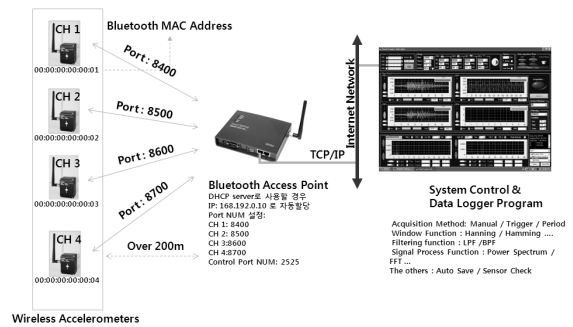 CH 1
Bluetooth MAC Address
00:00:00:00:00:01
Port : 8400
CH 2
00:00:00:00:00:02
Port : 8500
CH 3
00:00:00:00:00:03
Port : 8600
CH 4
00:00:00:00:00:04
Port : 8700
Over 200m
Wireless Accelerometers
Bluetooth Access Point
DHCP server로 사용할 경우
IP: 168.192.0.10 로 자동할당
Port NUM 설정:
CH 1: 8400
CH 2: 8500
CH 3:8600
CH 4:8700
Control Port NUM: 2525
TCP/IP
Internet Network
System Control &
Data Logger Program
Acquisition Method: Manual / Trigger / Period
Window function : Hanning / Hamming ....
Filtering function : LPF /BPF
Signal Process Function : Power Spectrum /
FFT ...
The others : Auto Save / Sensor Check